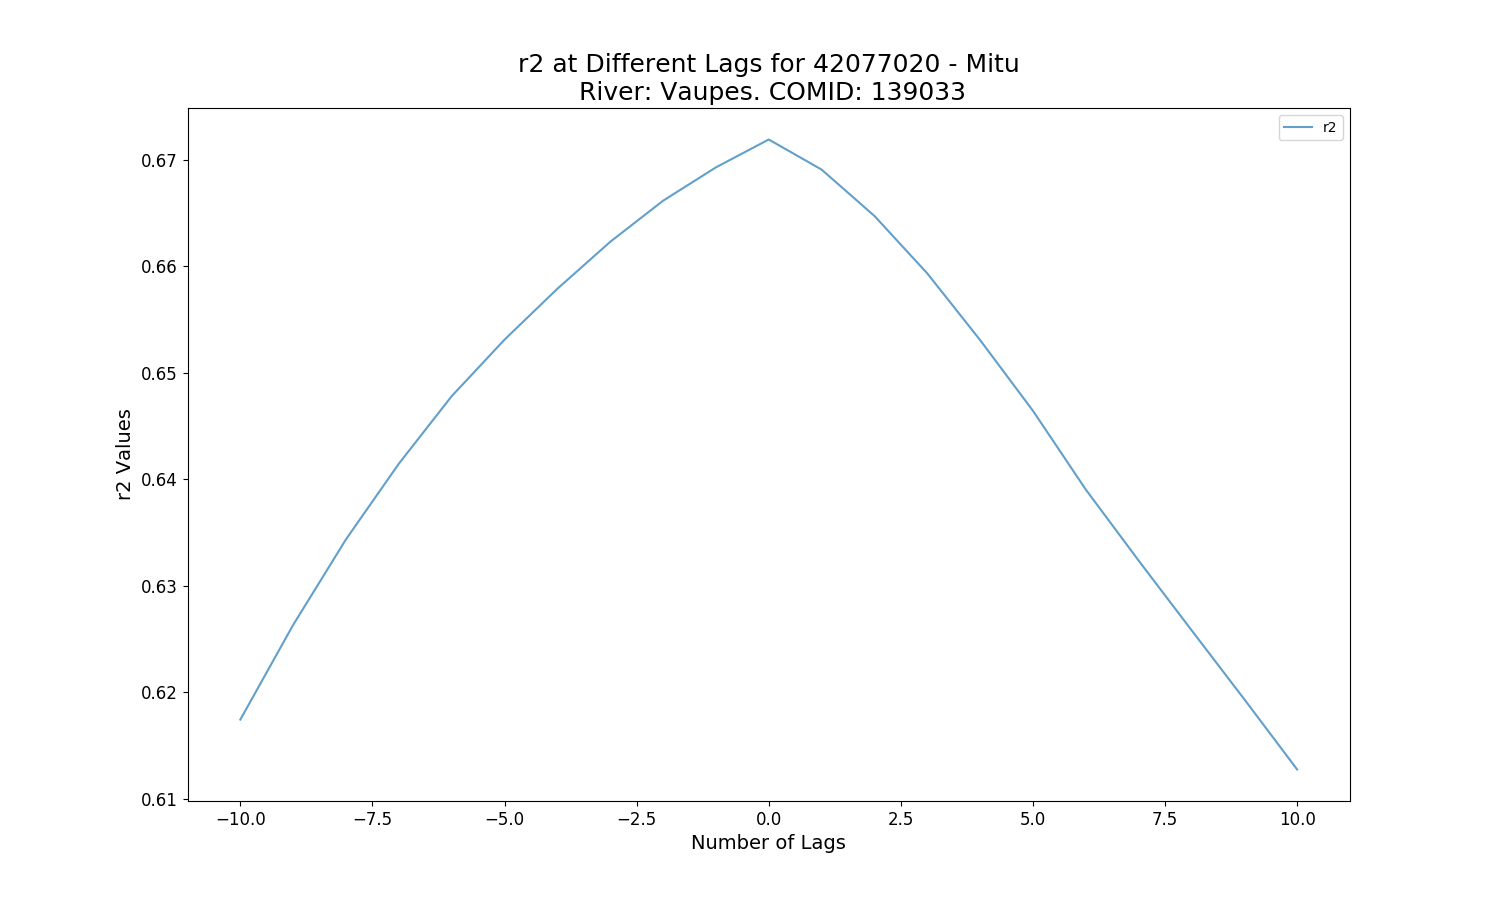 r2 at Different Lags for 42077020 - Mitu
River: Vaupes. COMID: 139033
r2
0.67
0.66
0.65
0.64
0.63
0.62
0.61
r2 Values
−10.0 −7.5 −5.0 −2.5 0.0 2.5 5.0 7.5 10.0
Number of Lags